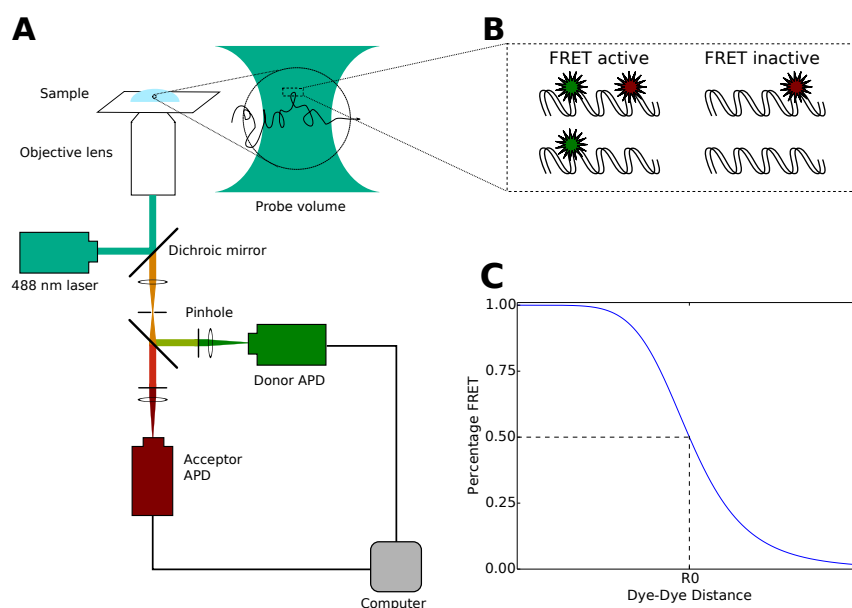 A
Sample
Objective lens
Probe volume
Dichroic mirror
488 nm laser
Pinhole
Donor APD
Acceptor
APD
Computer
B
FRET active
FRET inactive
C
1.00
0.75
0.50
0.25
0.00
Percentage FRET
R0
Dye-Dye Distance